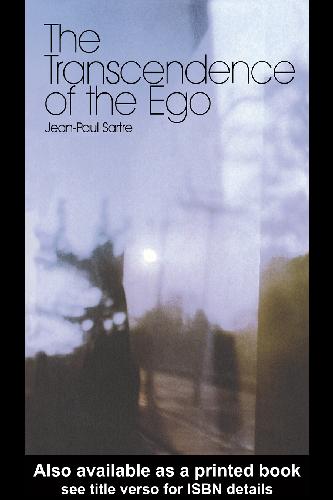 The
Transcendence
of the Ego
Jean-Paul Sartre
Also available as a printed book
see title verso for ISBN details